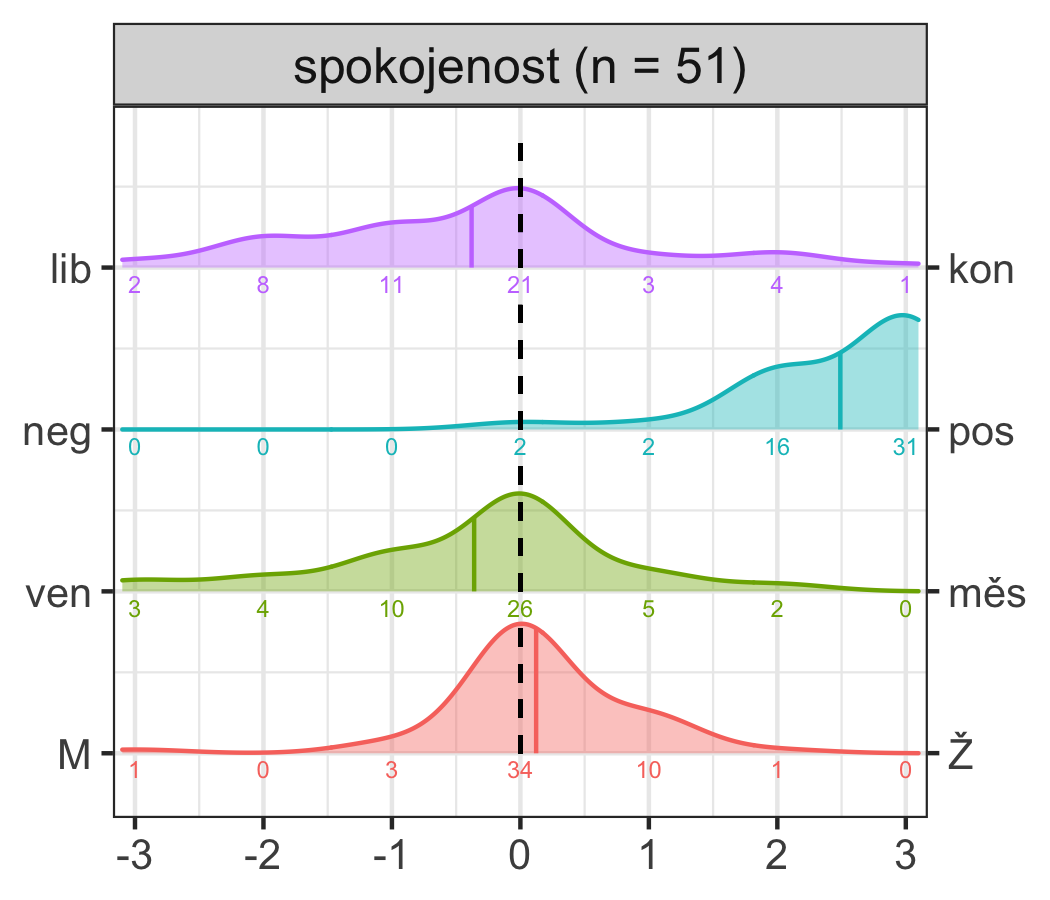 spokojenost (n = 51)
lib kon
2 8 11 21 3 4 1
neg pos
0 0 0 2 2 16 31
ven měs
3 4 10 26 5 2 0
M Ž
1 0 3 34 10 1 0
-3 -2 -1 0 1 2 3